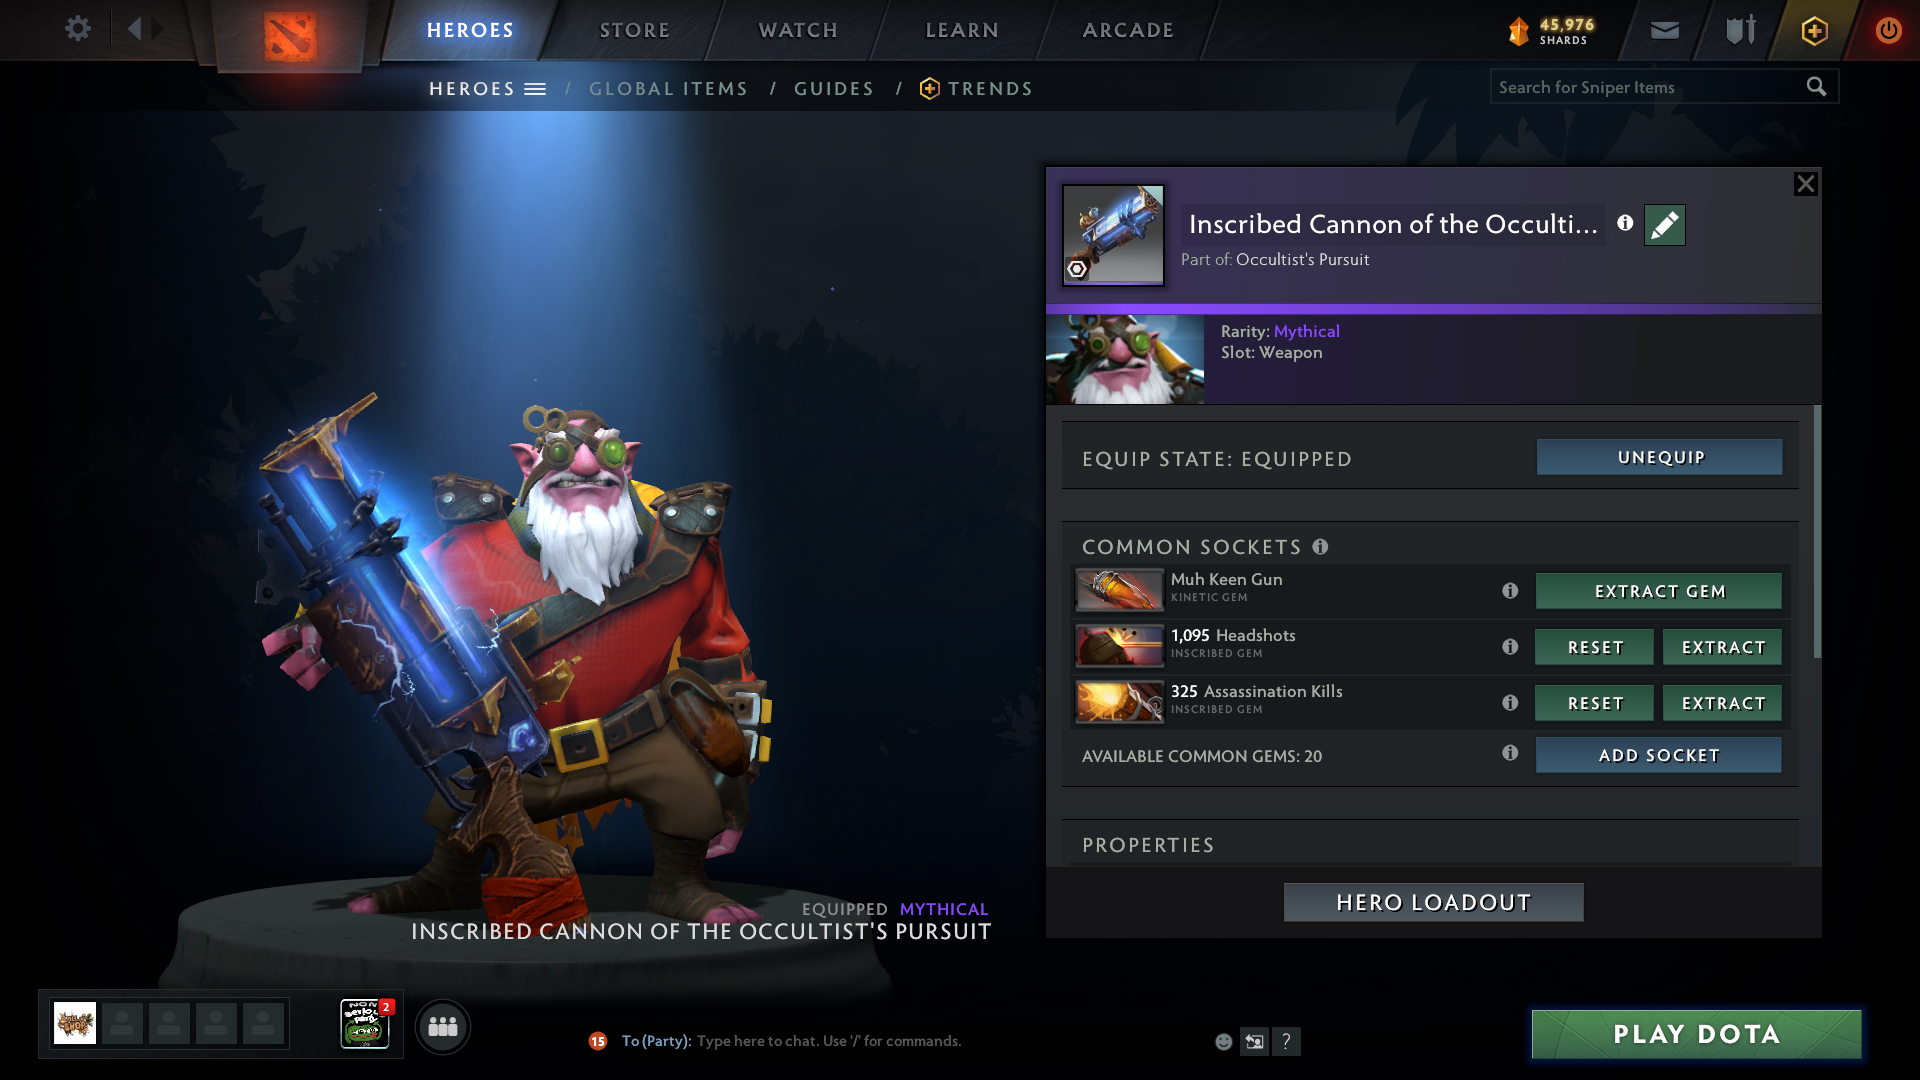 HEROES
STORE
WATCH
LEARN
ARCADE
45,976
SHARDS
HEROES / GLOBAL ITEMS / GUIDES / TRENDS
Search for Sniper Items
Inscribed Cannon of the Occulti...
Part of: Occultist's Pursuit
Rarity: Mythical
Slot: Weapon
EQUIP STATE: EQUIPPED
UNEQUIP
COMMON SOCKETS
Muh Keen Gun
KINETIC GEM
EXTRACT GEM
1,095 Headshots
INSCRIBED GEM
RESET
EXTRACT
325 Assassination Kills
INSCRIBED GEM
RESET
EXTRACT
AVAILABLE COMMON GEMS: 20
ADD SOCKET
PROPERTIES
HERO LOADOUT
EQUIPPED MYTHICAL
INSCRIBED CANNON OF THE OCCULTIST'S PURSUIT
2
15
To (Party): Type here to chat. Use '/' for commands.
?
PLAY DOTA